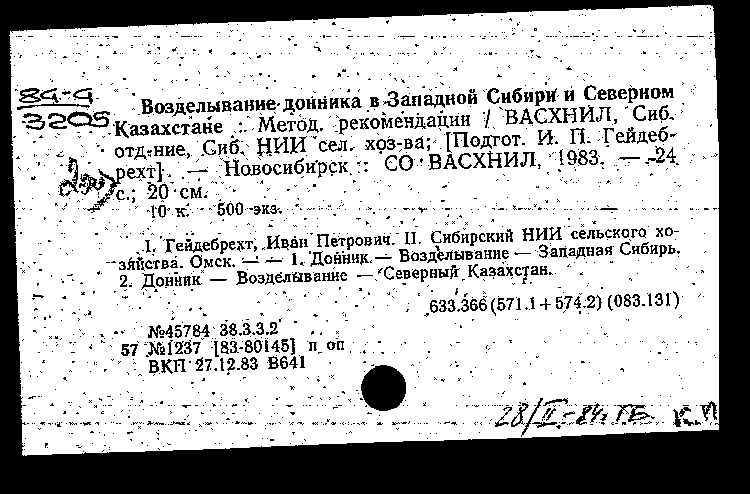 84-4
3205
Возделывание донника в Западной Сибири и Северном
Казахстане : Метод. рекомендации / ВАСХНИЛ, Сиб.
отд-ние, Сиб. НИИ сел. хоз-ва; [Подгот. И. П. Гейдеб-
рехт]. — Новосибирск : СО ВАСХНИЛ, 1983. — 24
с.; 20 см.
10 к. 500 экз.
I. Гейдебрехт, Иван Петрович. II. Сибирский НИИ сельского хо-
зяйства. Омск. — — 1. Донник — Возделывание — Западная Сибирь.
2. Донник — Возделывание — Северный Казахстан.
633.366(571.1+574.2)(083.131)
№45784 38.3.3.2
57 №1237 [83-80145] п оп
ВКП 27.12.83 В641
28/II-84г. ГБ К.П